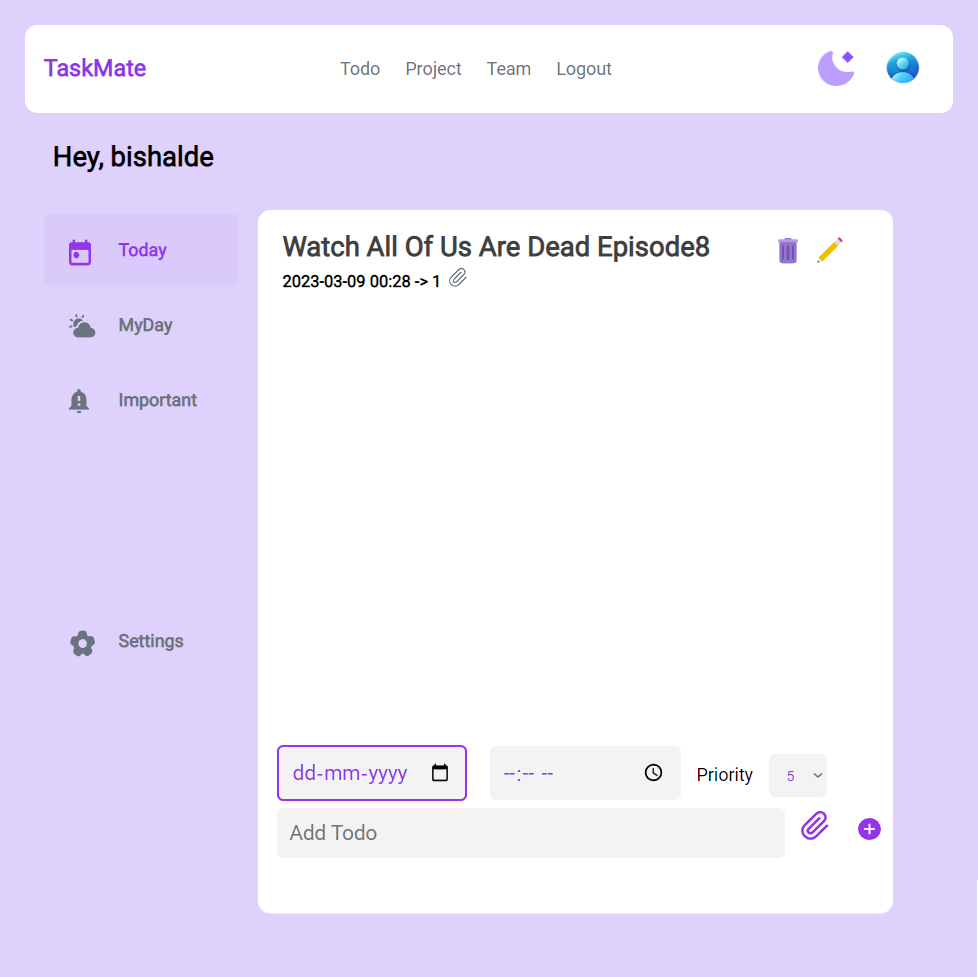 TaskMate
Todo Project Team Logout
Hey, bishalde
Today
MyDay
Important
Settings
Watch All Of Us Are Dead Episode8
2023-03-09 00:28 -> 1
dd-mm-yyyy
--:-- --
Priority
5
Add Todo